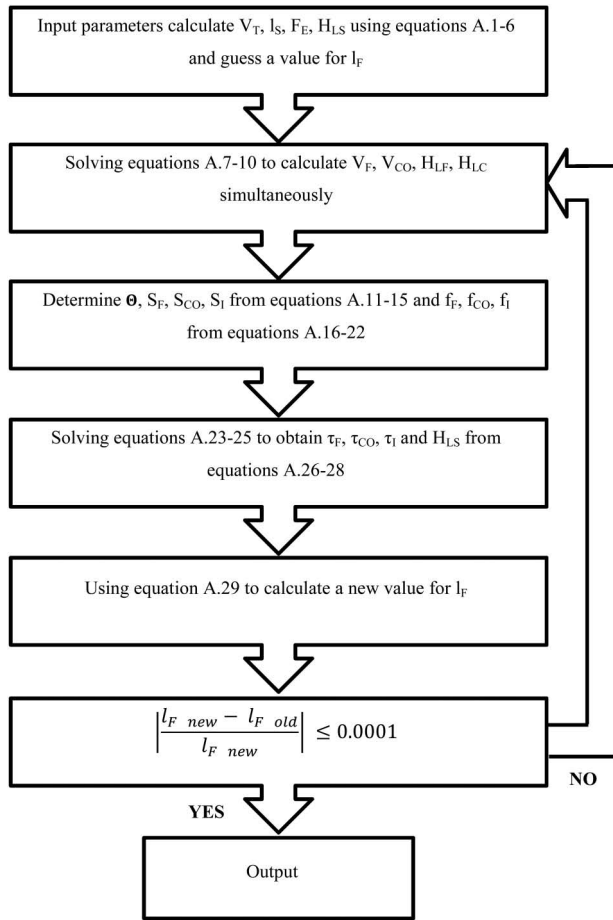 Input parameters calculate V_T, l_S, F_E, H_LS using equations A.1-6
and guess a value for l_F
Solving equations A.7-10 to calculate V_F, V_CO, H_LF, H_LC
simultaneously
Determine Θ, S_F, S_CO, S_I from equations A.11-15 and f_F, f_CO, f_I
from equations A.16-22
Solving equations A.23-25 to obtain τ_F, τ_CO, τ_I and H_LS from
equations A.26-28
Using equation A.29 to calculate a new value for l_F
|(l_F new − l_F old) / l_F new| ≤ 0.0001
NO
YES
Output